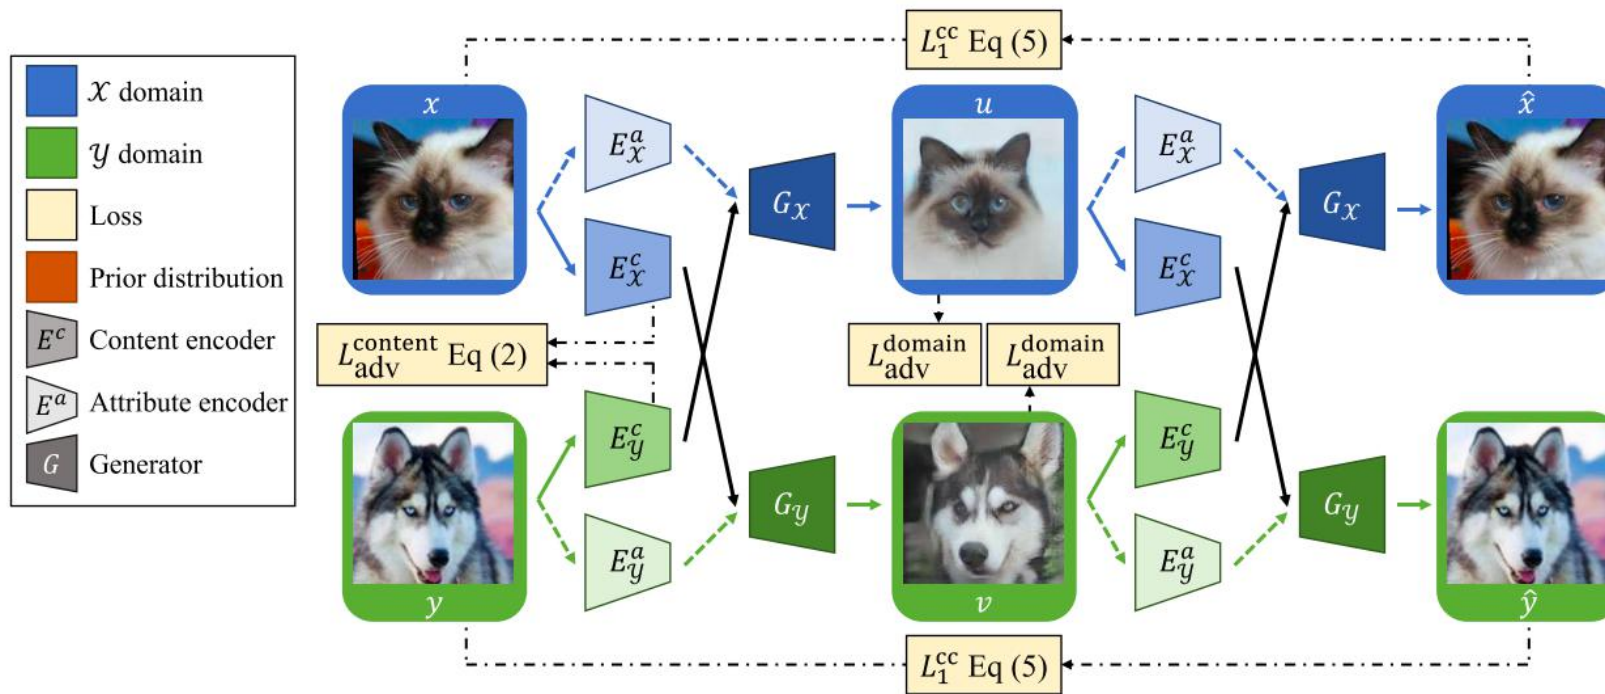 𝒳 domain
𝒴 domain
Loss
Prior distribution
E^c Content encoder
E^a Attribute encoder
G Generator
L_1^cc Eq (5)
x
E_𝒳^a
E_𝒳^c
G_𝒳
u
E_𝒳^a
E_𝒳^c
G_𝒳
x̂
L_adv^content Eq (2)
L_adv^domain
L_adv^domain
y
E_𝒴^c
E_𝒴^a
G_𝒴
v
E_𝒴^c
E_𝒴^a
G_𝒴
ŷ
L_1^cc Eq (5)